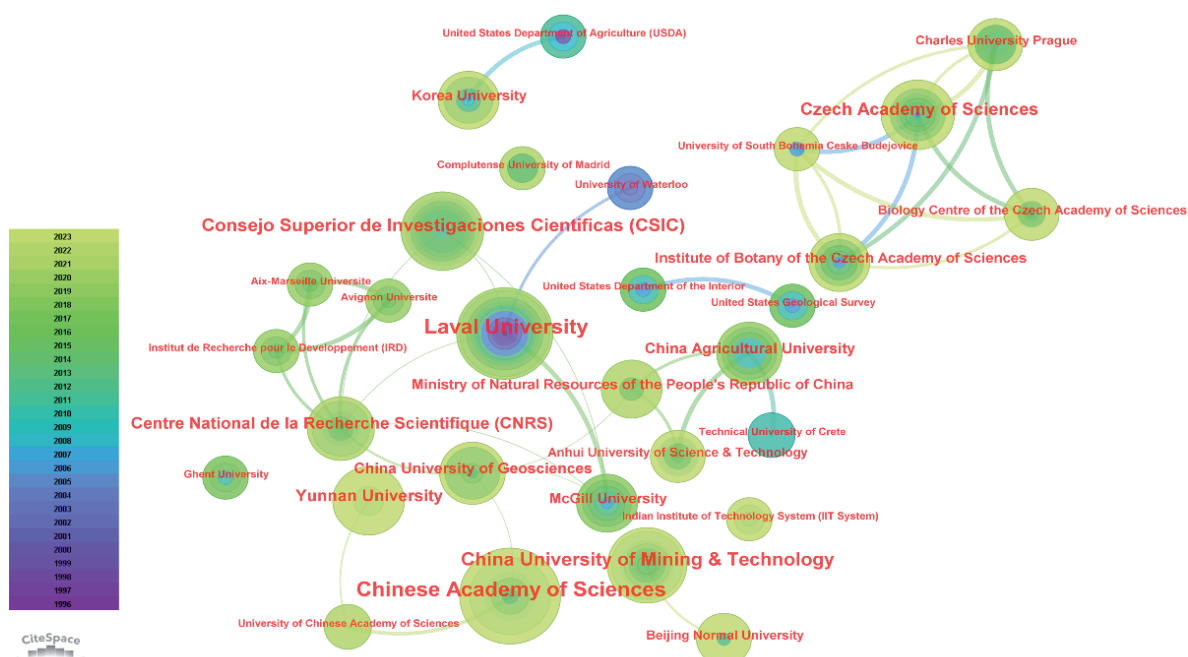 United States Department of Agriculture (USDA)
Charles University Prague
Korea University
Czech Academy of Sciences
University of South Bohemia Ceske Budejovice
Complutense University of Madrid
University of Waterloo
Biology Centre of the Czech Academy of Sciences
Consejo Superior de Investigaciones Cientificas (CSIC)
Institute of Botany of the Czech Academy of Sciences
Aix-Marseille Universite
United States Department of the Interior
Avignon Universite
United States Geological Survey
Laval University
Institut de Recherche pour le Developpement (IRD)
China Agricultural University
Ministry of Natural Resources of the People's Republic of China
Centre National de la Recherche Scientifique (CNRS)
Technical University of Crete
Anhui University of Science & Technology
China University of Geosciences
Ghent University
Yunnan University
McGill University
Indian Institute of Technology System (IIT System)
China University of Mining & Technology
Chinese Academy of Sciences
University of Chinese Academy of Sciences
Beijing Normal University
2023
2022
2021
2020
2019
2018
2017
2016
2015
2014
2013
2012
2011
2010
2009
2008
2007
2006
2005
2004
2003
2002
2001
2000
1999
1998
1997
1996
CiteSpace